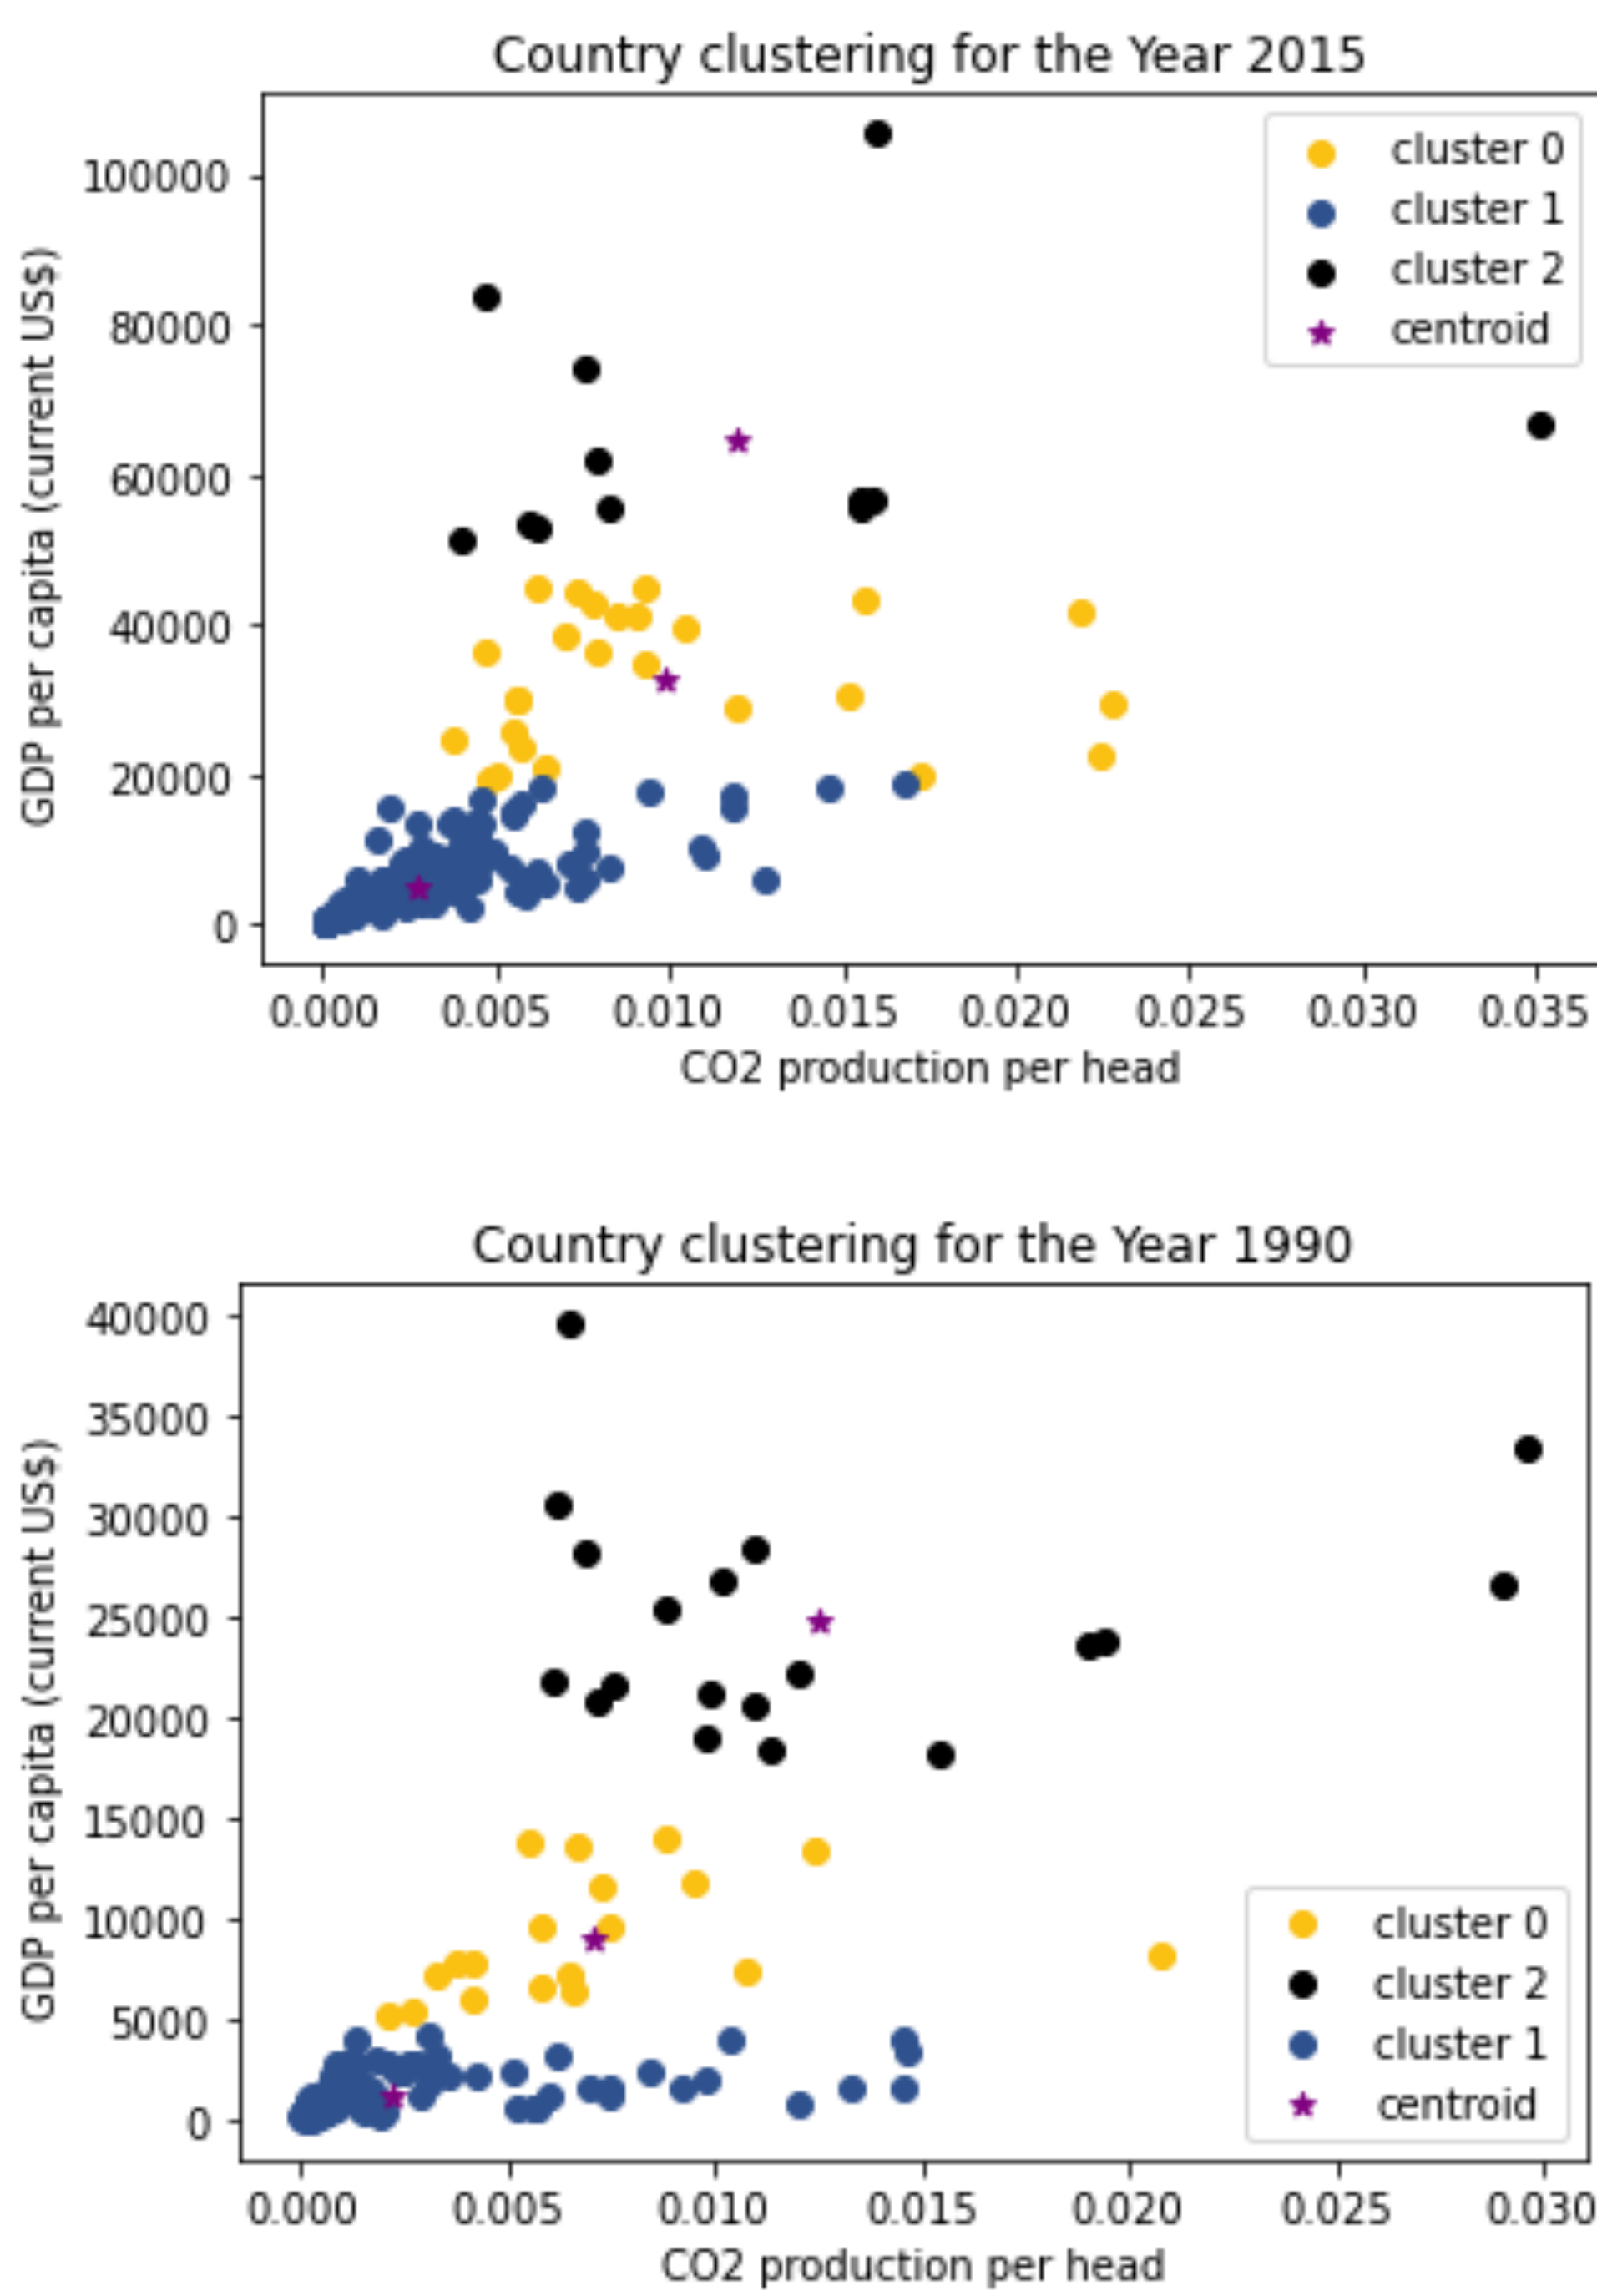 Country clustering for the Year 2015
GDP per capita (current US$)
100000
80000
60000
40000
20000
0
cluster 0
cluster 1
cluster 2
centroid
0.000 0.005 0.010 0.015 0.020 0.025 0.030 0.035
CO2 production per head
Country clustering for the Year 1990
GDP per capita (current US$)
40000
35000
30000
25000
20000
15000
10000
5000
0
cluster 0
cluster 2
cluster 1
centroid
0.000 0.005 0.010 0.015 0.020 0.025 0.030
CO2 production per head